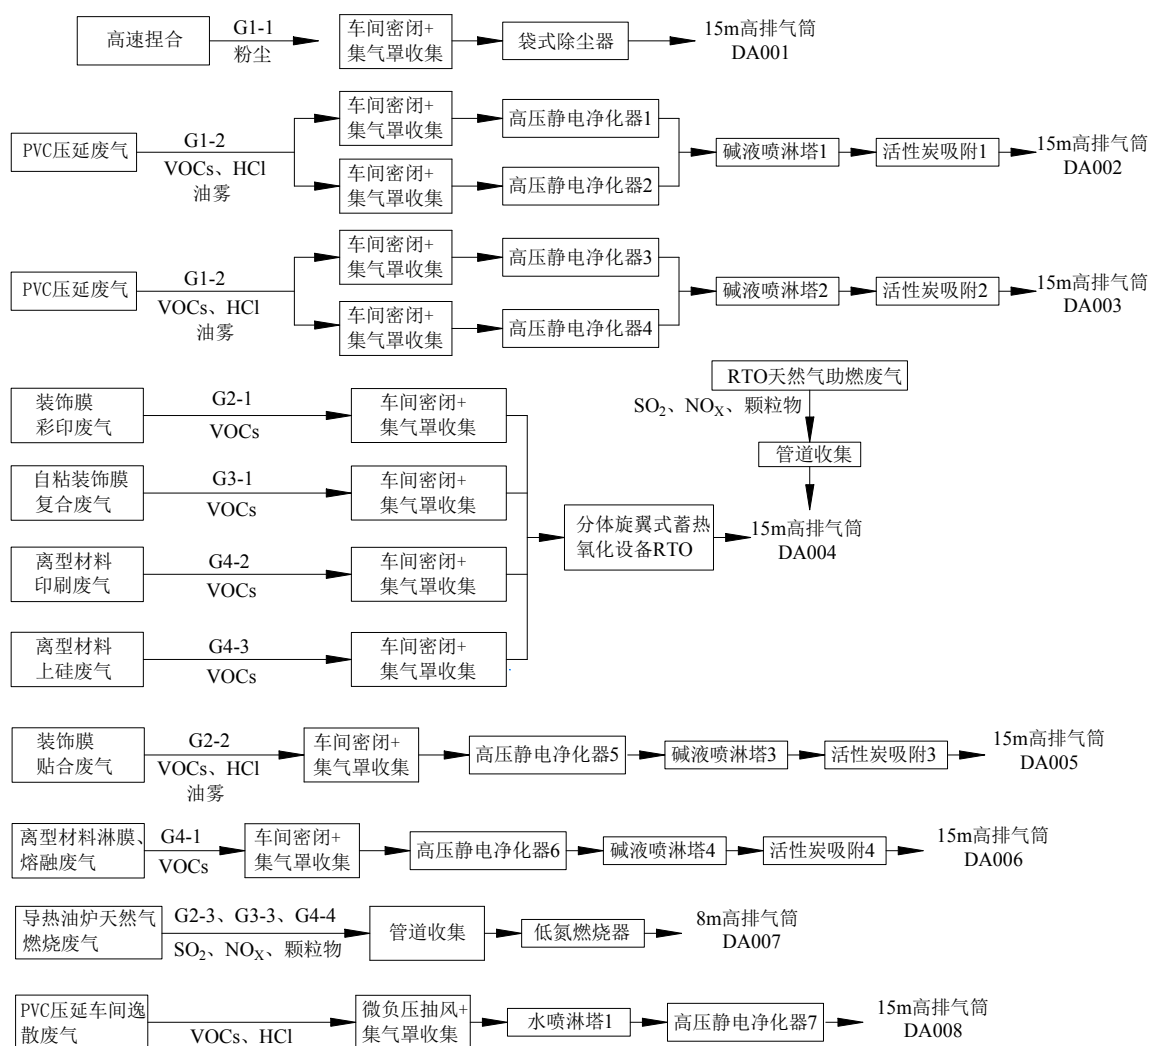 高速捏合
G1-1
粉尘
车间密闭+
集气罩收集
袋式除尘器
15m高排气筒
DA001
PVC压延废气
G1-2
VOCs、HCl
油雾
车间密闭+
集气罩收集
高压静电净化器1
车间密闭+
集气罩收集
高压静电净化器2
碱液喷淋塔1
活性炭吸附1
15m高排气筒
DA002
PVC压延废气
G1-2
VOCs、HCl
油雾
车间密闭+
集气罩收集
高压静电净化器3
车间密闭+
集气罩收集
高压静电净化器4
碱液喷淋塔2
活性炭吸附2
15m高排气筒
DA003
装饰膜
彩印废气
G2-1
VOCs
车间密闭+
集气罩收集
自粘装饰膜
复合废气
G3-1
VOCs
车间密闭+
集气罩收集
离型材料
印刷废气
G4-2
VOCs
车间密闭+
集气罩收集
离型材料
上硅废气
G4-3
VOCs
车间密闭+
集气罩收集
分体旋翼式蓄热
氧化设备RTO
RTO天然气助燃废气
SO₂、NOₓ、颗粒物
管道收集
15m高排气筒
DA004
装饰膜
贴合废气
G2-2
VOCs、HCl
油雾
车间密闭+
集气罩收集
高压静电净化器5
碱液喷淋塔3
活性炭吸附3
15m高排气筒
DA005
离型材料淋膜、
熔融废气
G4-1
VOCs
车间密闭+
集气罩收集
高压静电净化器6
碱液喷淋塔4
活性炭吸附4
15m高排气筒
DA006
导热油炉天然气
燃烧废气
G2-3、G3-3、G4-4
SO₂、NOₓ、颗粒物
管道收集
低氮燃烧器
8m高排气筒
DA007
PVC压延车间逸
散废气
VOCs、HCl
微负压抽风+
集气罩收集
水喷淋塔1
高压静电净化器7
15m高排气筒
DA008